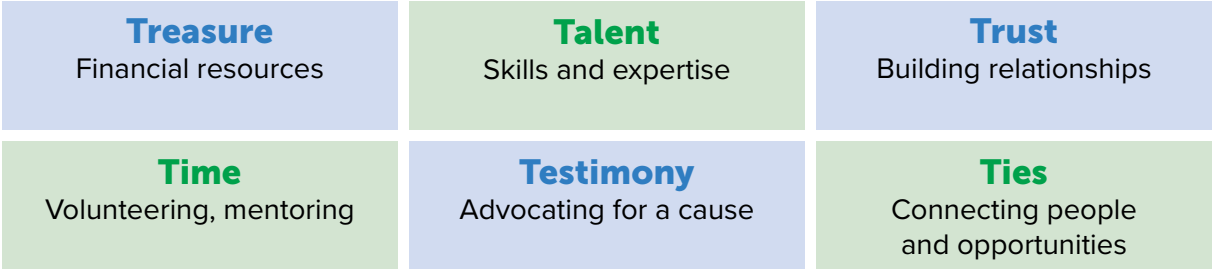 Treasure
Financial resources
Talent
Skills and expertise
Trust
Building relationships
Time
Volunteering, mentoring
Testimony
Advocating for a cause
Ties
Connecting people
and opportunities